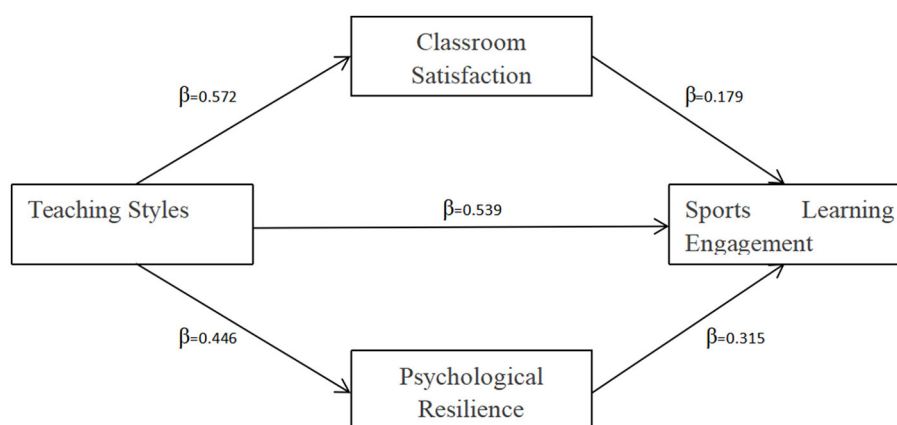 Classroom
Satisfaction
β=0.572
β=0.179
Teaching Styles
β=0.539
Sports Learning
Engagement
β=0.446
β=0.315
Psychological
Resilience